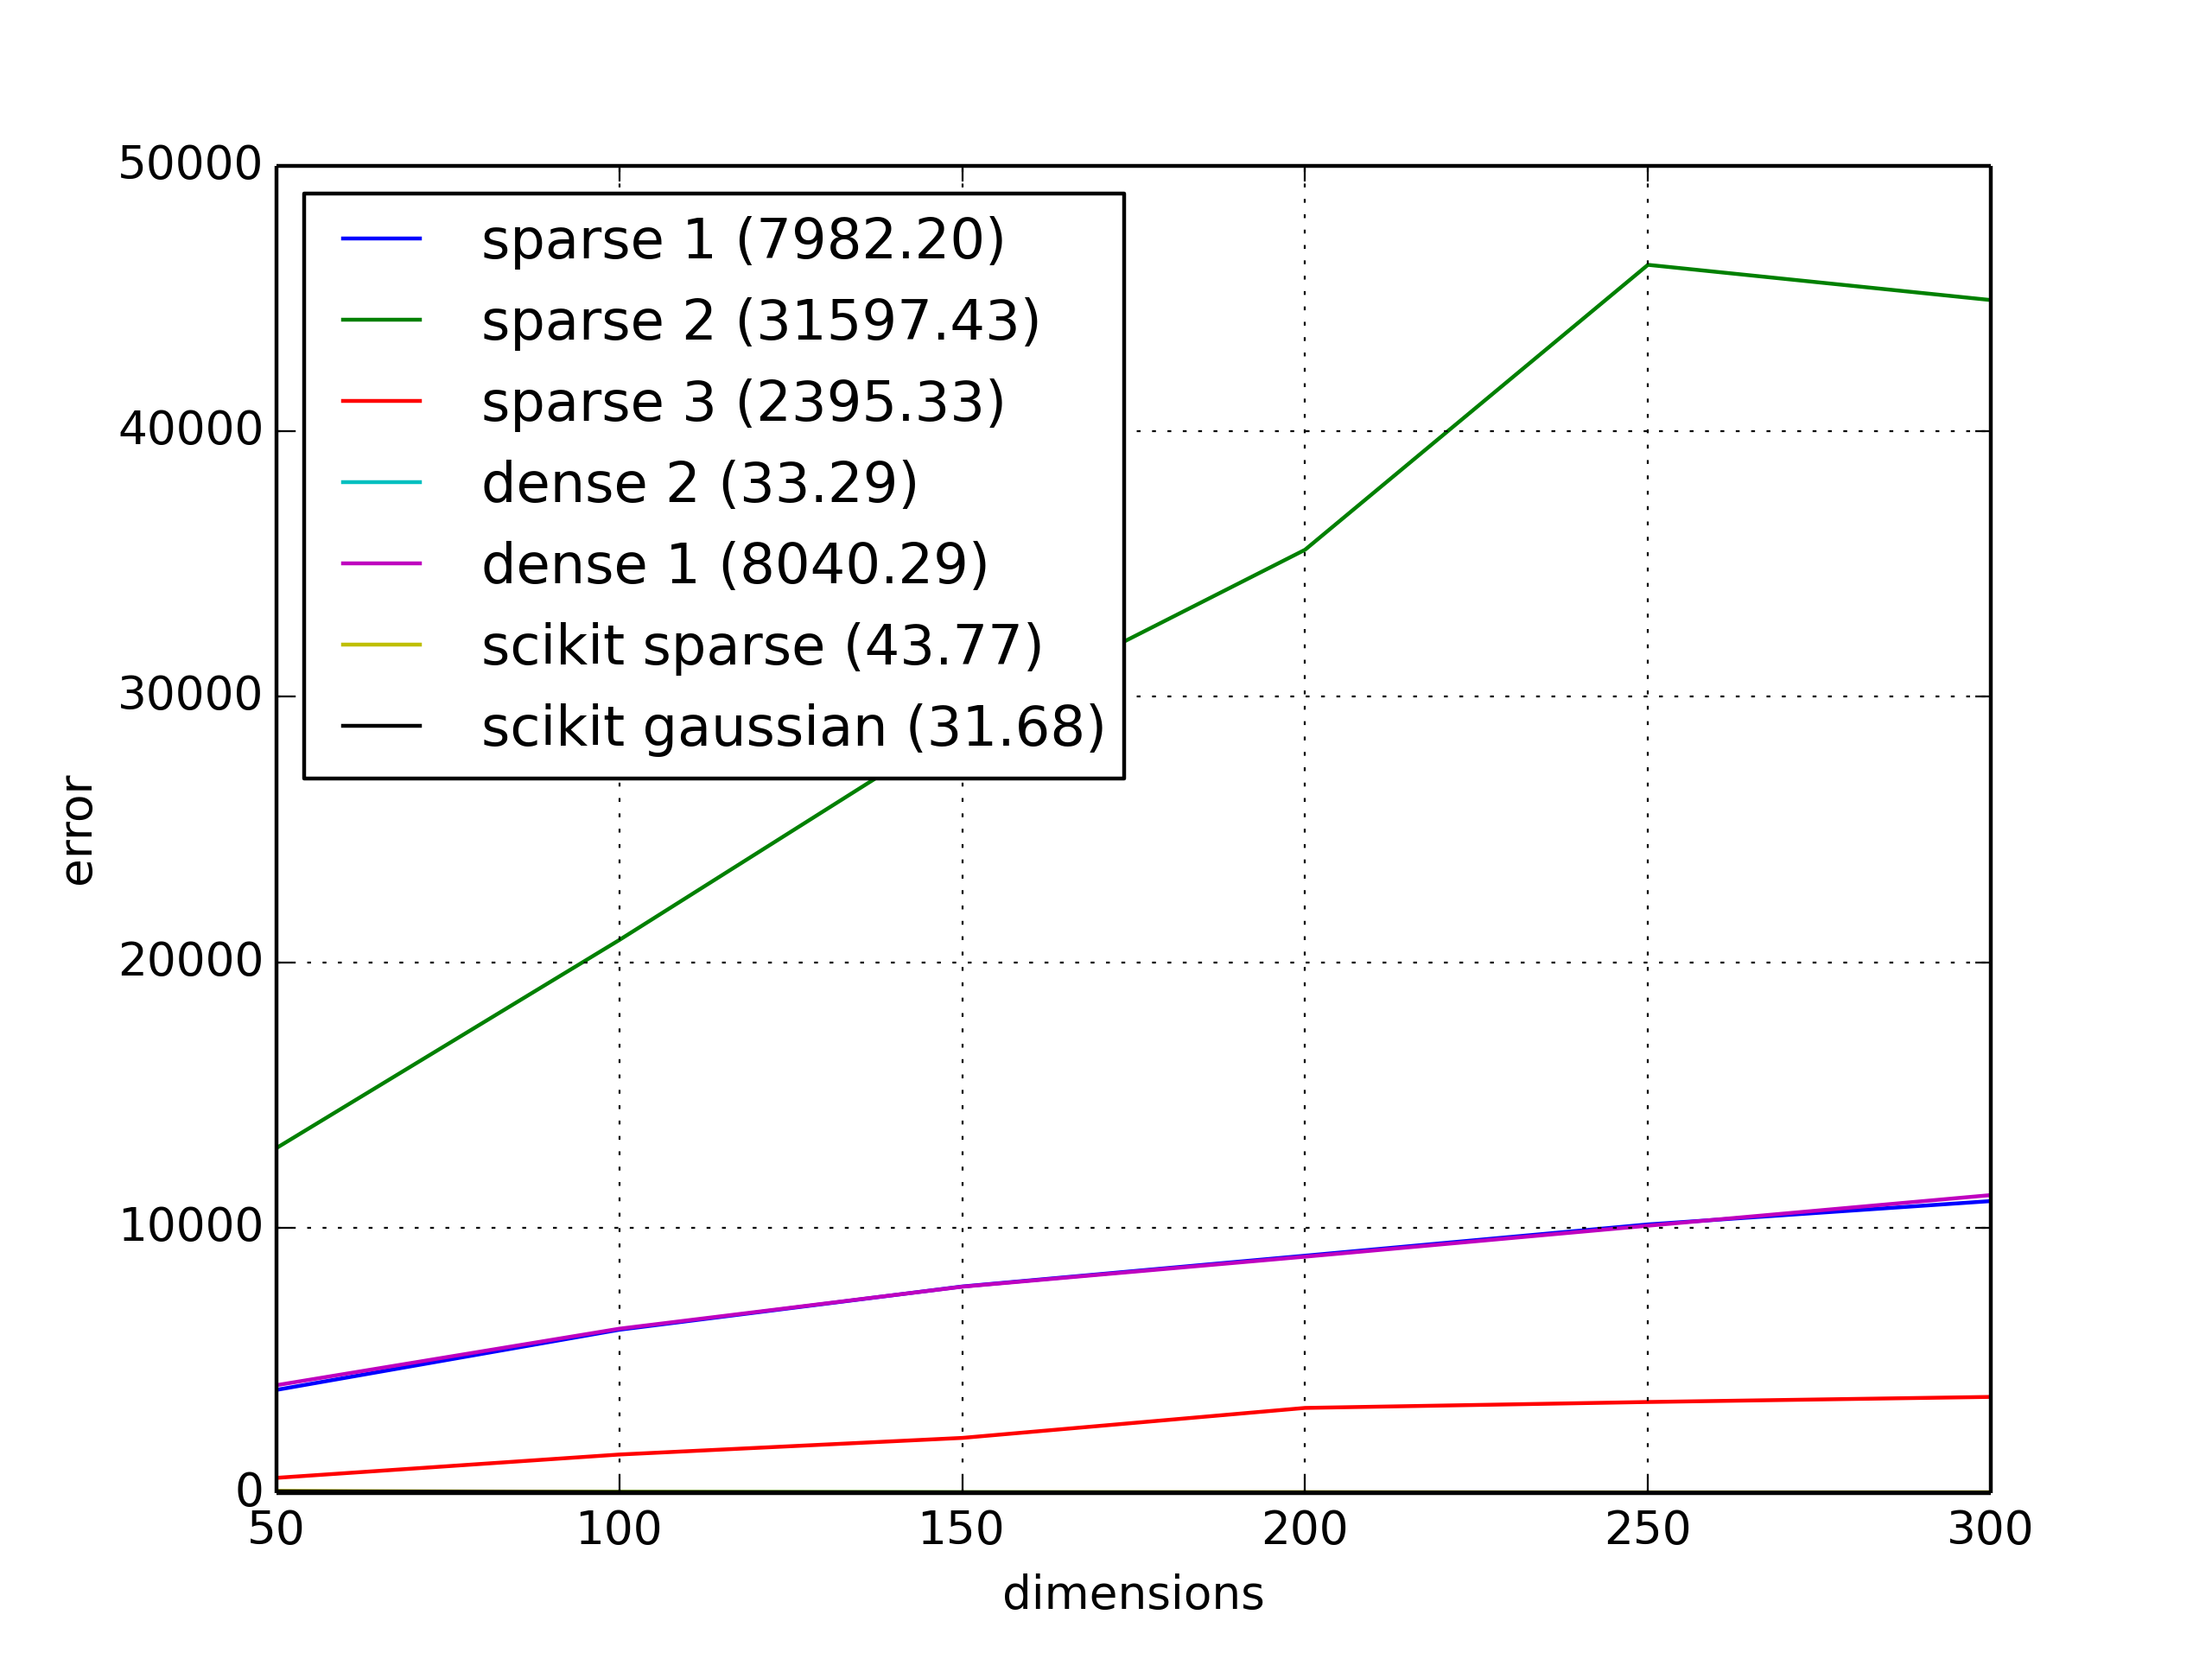 50000
40000
30000
20000
10000
0
error
sparse 1 (7982.20)
sparse 2 (31597.43)
sparse 3 (2395.33)
dense 2 (33.29)
dense 1 (8040.29)
scikit sparse (43.77)
scikit gaussian (31.68)
50 100 150 200 250 300
dimensions